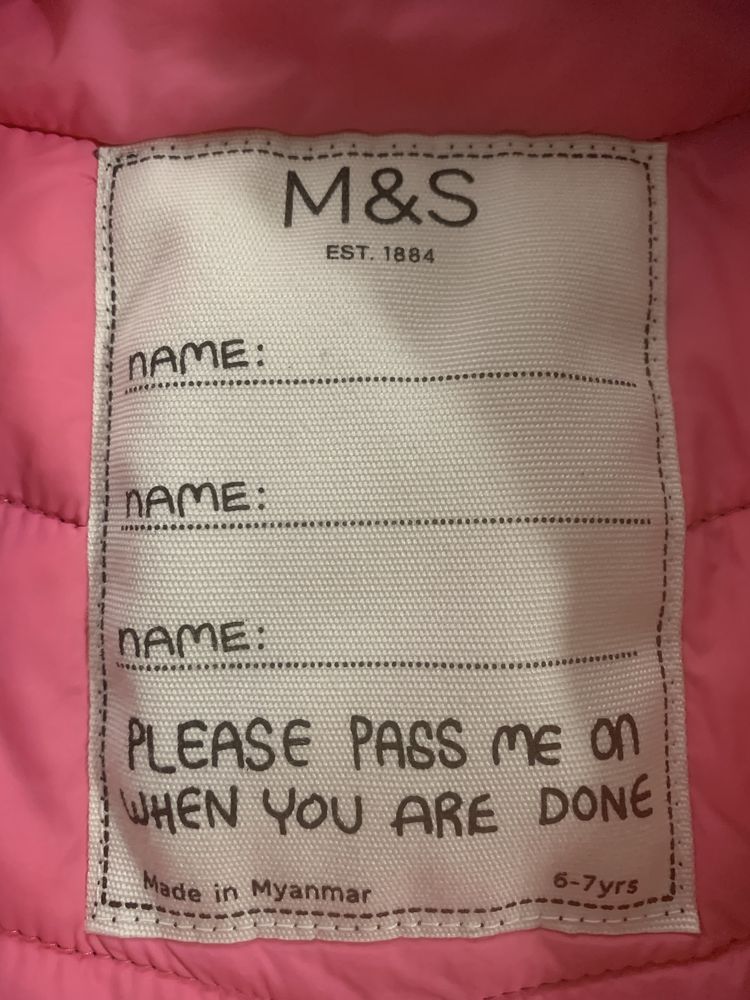 M&S
EST. 1884
NAME:
NAME:
NAME:
PLEASE PASS ME ON
WHEN YOU ARE DONE
Made in Myanmar 6-7yrs